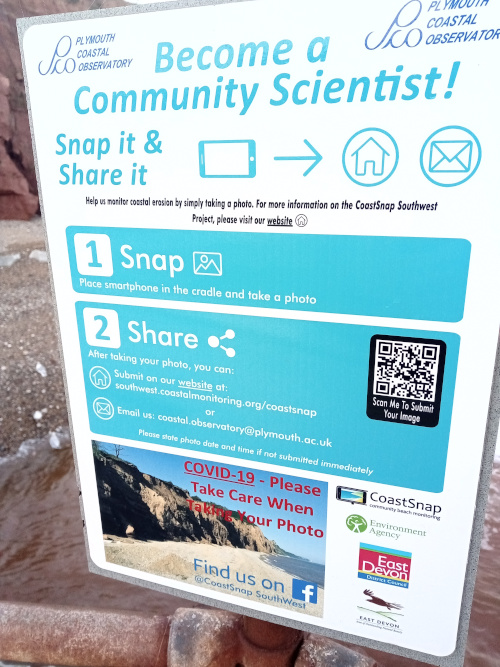 PLYMOUTH
COASTAL
OBSERVATORY
PLYMOUTH
COASTAL
OBSERVATOR
Become a
Community Scientist!
Snap it &
Share it
Help us monitor coastal erosion by simply taking a photo. For more information on the CoastSnap Southwest
Project, please visit our website
1 Snap
Place smartphone in the cradle and take a photo
2 Share
After taking your photo, you can:
Submit on our website at:
southwest.coastalmonitoring.org/coastsnap
or
Email us: coastal.observatory@plymouth.ac.uk
Please state photo date and time if not submitted immediately
Scan Me To Submit
Your Image
COVID-19 - Please
Take Care When
Taking Your Photo
Find us on
@CoastSnap SouthWest
CoastSnap
community beach monitoring
Environment
Agency
East
Devon
District Council
EAST DEVON